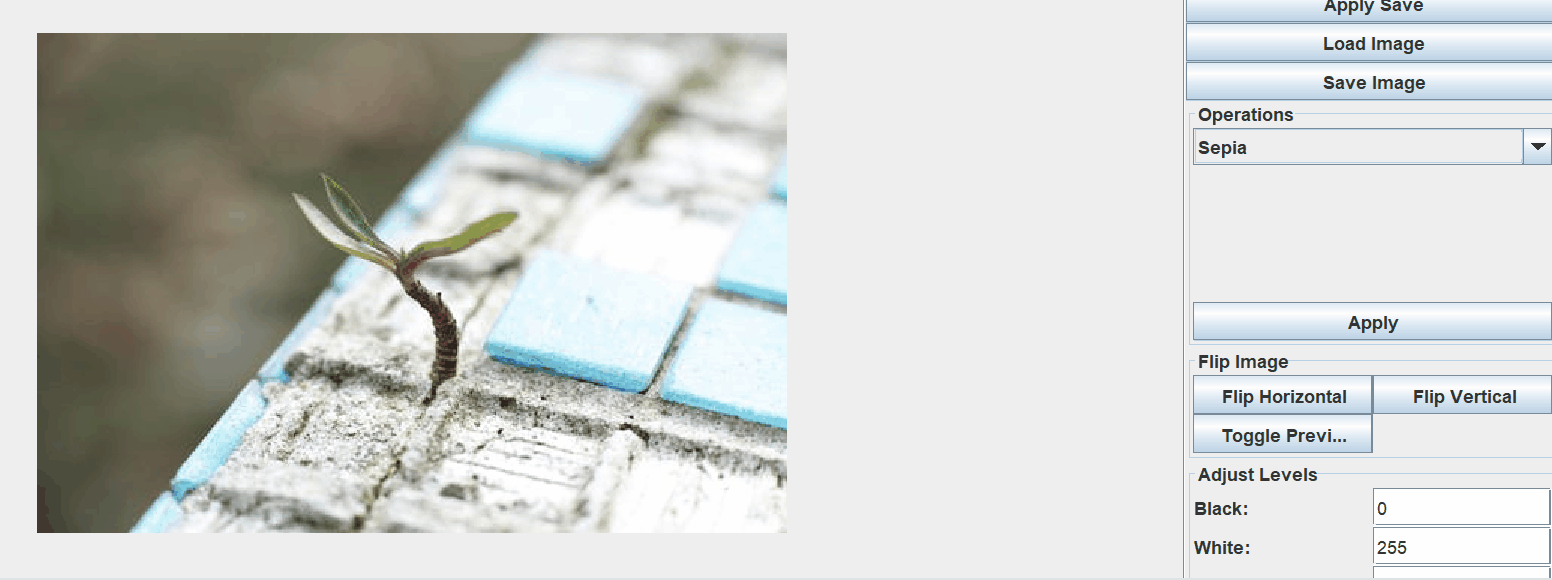 Apply Save
Load Image
Save Image
Operations
Sepia
Apply
Flip Image
Flip Horizontal
Flip Vertical
Toggle Previ...
Adjust Levels
Black:
0
White:
255